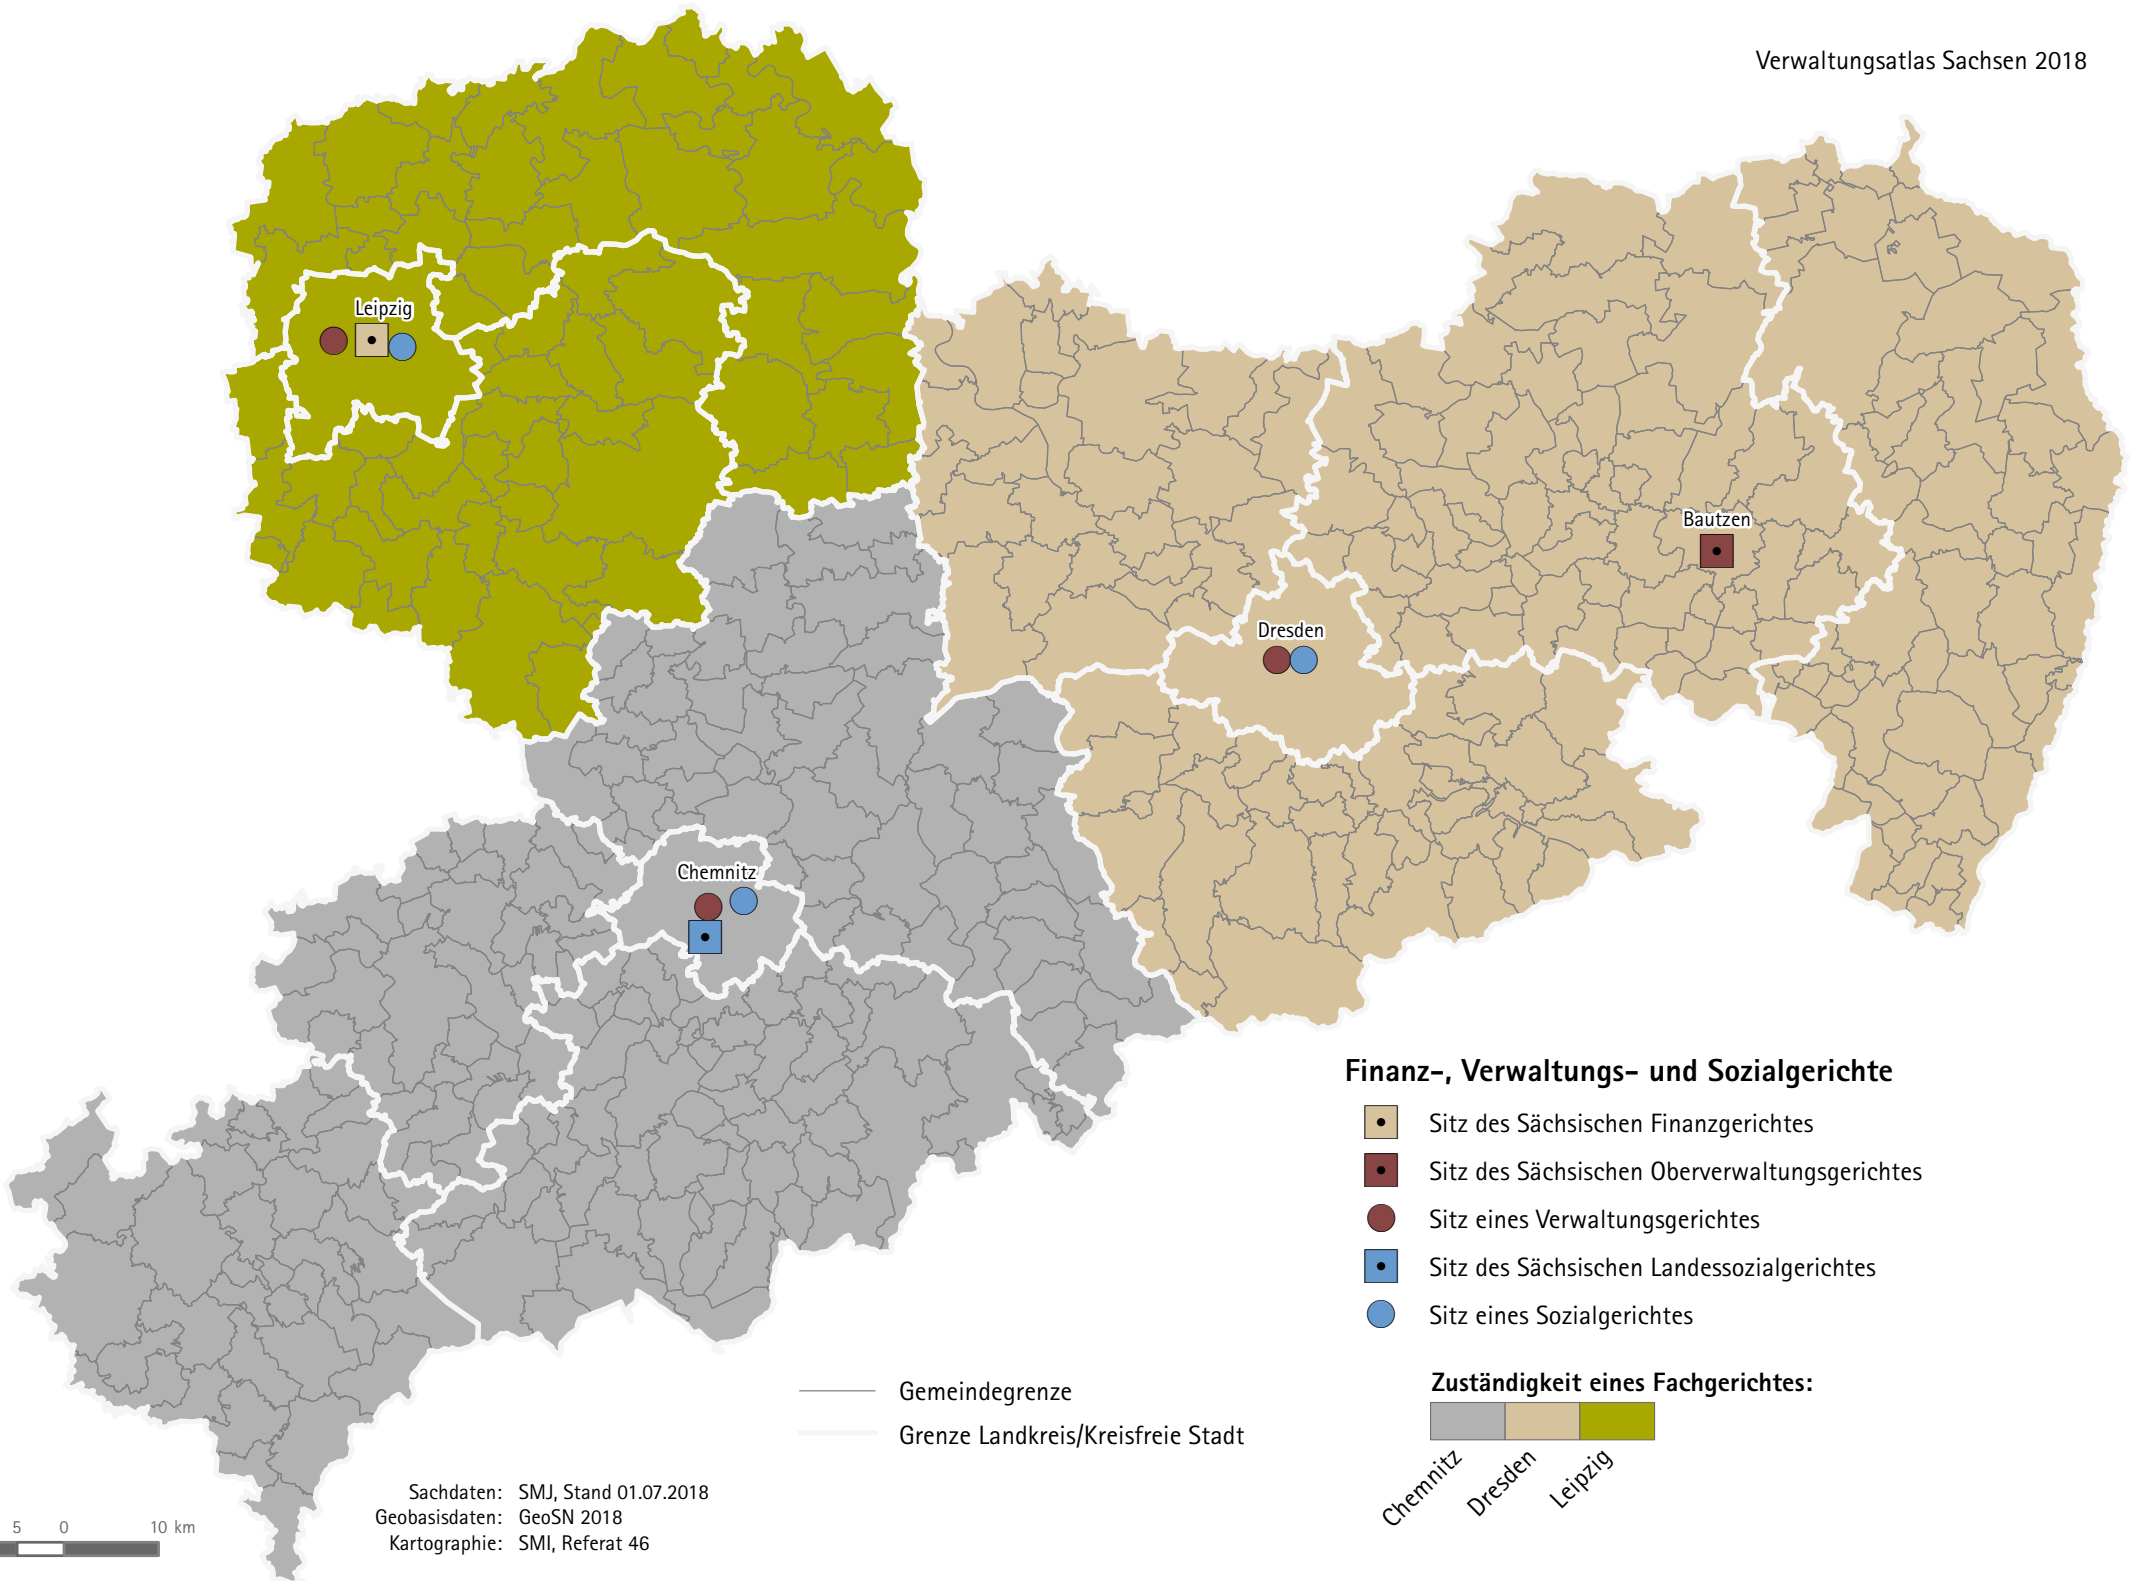 Verwaltungsatlas Sachsen 2018
Leipzig
Bautzen
Dresden
Chemnitz
Finanz-, Verwaltungs- und Sozialgerichte
Sitz des Sächsischen Finanzgerichtes
Sitz des Sächsischen Oberverwaltungsgerichtes
Sitz eines Verwaltungsgerichtes
Sitz des Sächsischen Landessozialgerichtes
Sitz eines Sozialgerichtes
Zuständigkeit eines Fachgerichtes:
Chemnitz
Dresden
Leipzig
Gemeindegrenze
Grenze Landkreis/Kreisfreie Stadt
Sachdaten: SMJ, Stand 01.07.2018
Geobasisdaten: GeoSN 2018
Kartographie: SMI, Referat 46
5 0 10 km